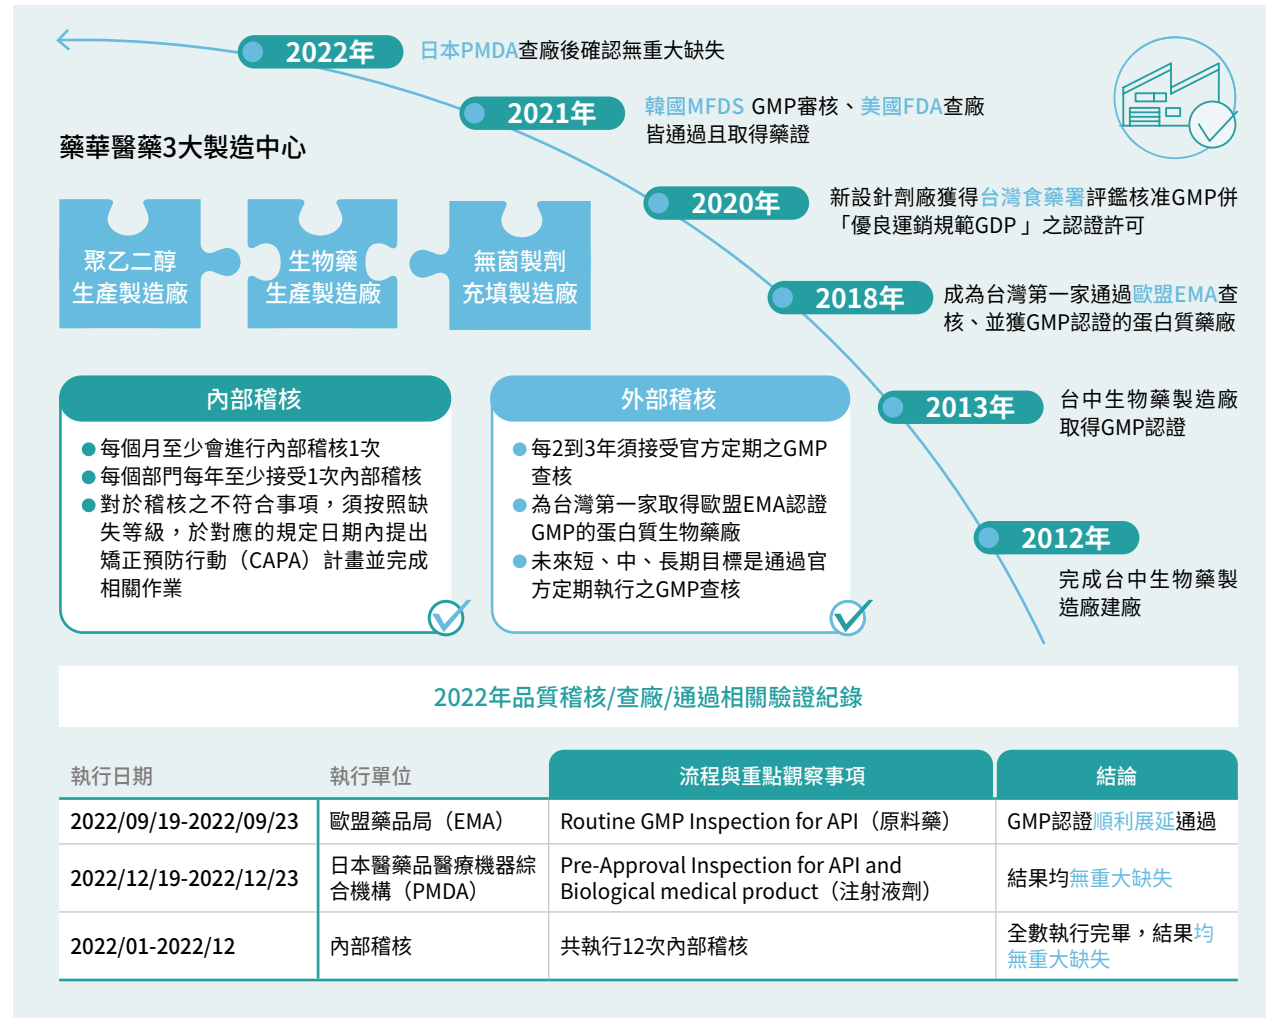 2022年
日本PMDA查廠後確認無重大缺失
2021年
韓國MFDS GMP審核、美國FDA查廠
皆通過且取得藥證
2020年
新設針劑廠獲得台灣食藥署評鑑核准GMP併
「優良運銷規範GDP」之認證許可
2018年
成為台灣第一家通過歐盟EMA查
核、並獲GMP認證的蛋白質藥廠
2013年
台中生物藥製造廠
取得GMP認證
2012年
完成台中生物藥製
造廠建廠
藥華醫藥3大製造中心
聚乙二醇
生產製造廠
生物藥
生產製造廠
無菌製劑
充填製造廠
內部稽核
每個月至少會進行內部稽核1次
每個部門每年至少接受1次內部稽核
對於稽核之不符合事項，須按照缺
失等級，於對應的規定日期內提出
矯正預防行動（CAPA）計畫並完成
相關作業
外部稽核
每2到3年須接受官方定期之GMP
查核
為台灣第一家取得歐盟EMA認證
GMP的蛋白質生物藥廠
未來短、中、長期目標是通過官
方定期執行之GMP查核
2022年品質稽核/查廠/通過相關驗證紀錄
執行日期 執行單位 流程與重點觀察事項 結論
2022/09/19-2022/09/23 歐盟藥品局（EMA） Routine GMP Inspection for API（原料藥） GMP認證順利展延通過
2022/12/19-2022/12/23
日本醫藥品醫療機器綜
合機構（PMDA）
Pre-Approval Inspection for API and
Biological medical product（注射液劑）
結果均無重大缺失
2022/01-2022/12 內部稽核 共執行12次內部稽核
全數執行完畢，結果均
無重大缺失